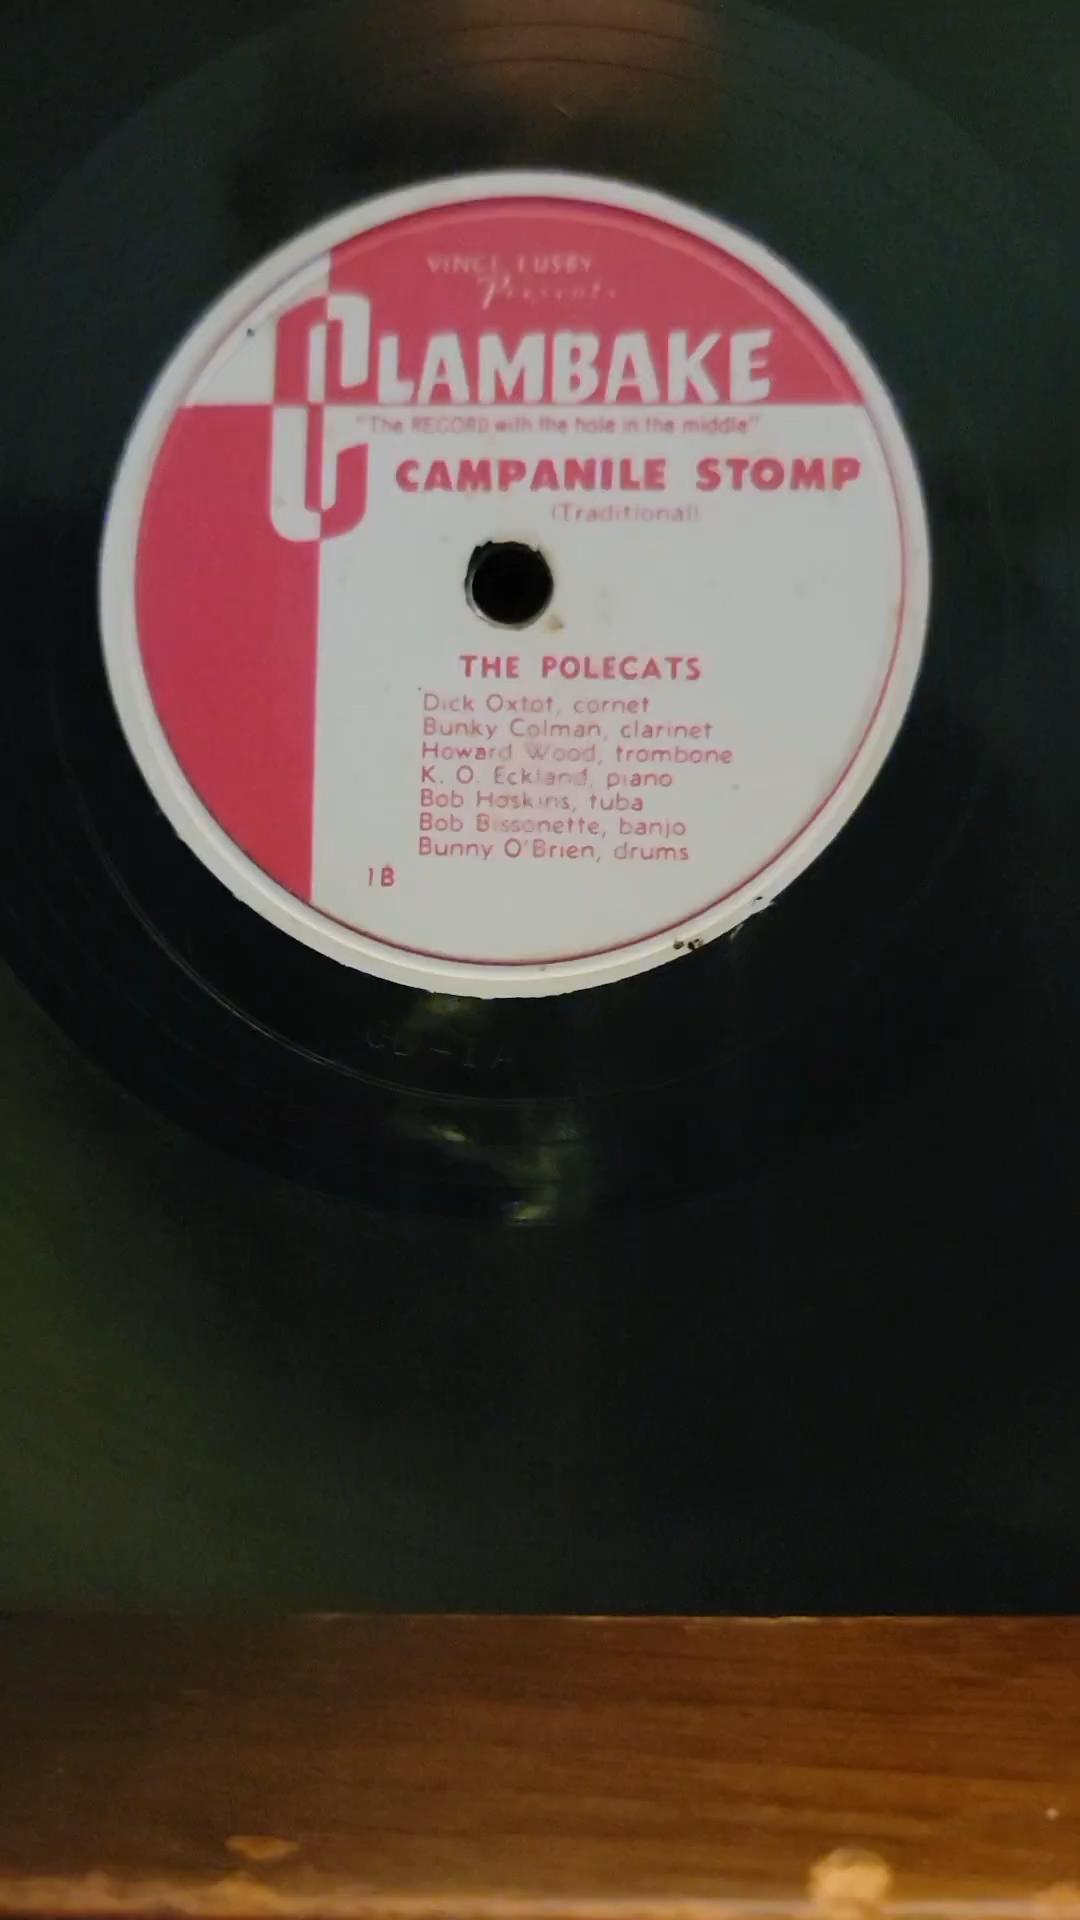 VINCE LUSBY
Presents
CLAMBAKE
"The RECORD with the hole in the middle"
CAMPANILE STOMP
(Traditional)
THE POLECATS
Dick Oxtot, cornet
Bunky Colman, clarinet
Howard Wood, trombone
K. O. Eckland, piano
Bob Hoskins, tuba
Bob Bissonette, banjo
Bunny O'Brien, drums
1B